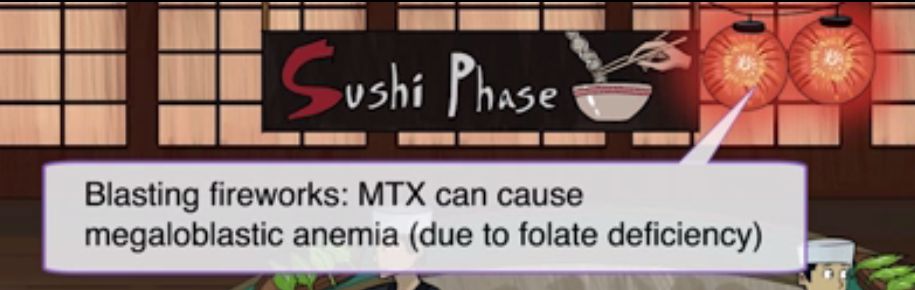 Sushi Phase
Blasting fireworks: MTX can cause
megaloblastic anemia (due to folate deficiency)